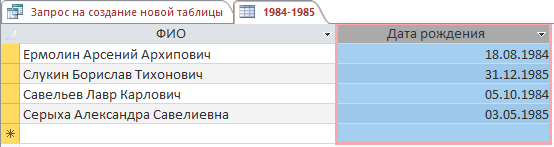 Запрос на создание новой таблицы 1984-1985
ФИО Дата рождения
Ермолин Арсений Архипович 18.08.1984
Слукин Борислав Тихонович 31.12.1985
Савельев Лавр Карлович 05.10.1984
Серыха Александра Савелиевна 03.05.1985